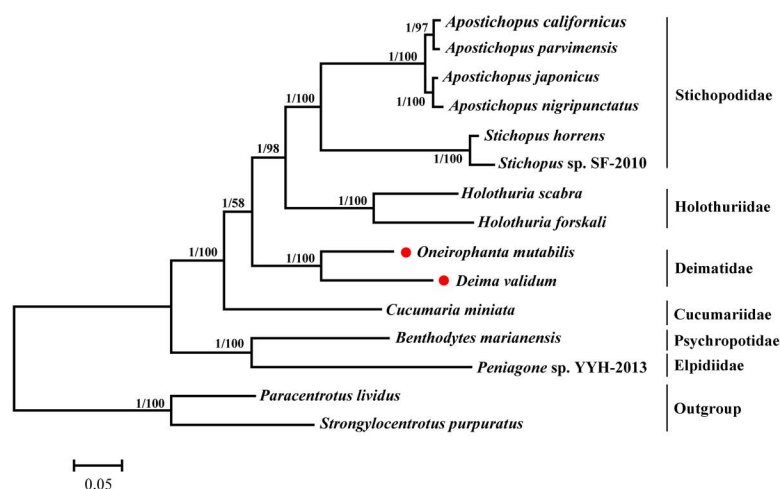 Apostichopus californicus
1/97
Apostichopus parvimensis
1/100
Apostichopus japonicus
Stichopodidae
1/100
1/100
Apostichopus nigripunctatus
Stichopus horrens
1/98
1/100
Stichopus sp. SF-2010
Holothuria scabra
1/58
1/100
Holothuriidae
Holothuria forskali
Oneirophanta mutabilis
1/100
1/100
Deimatidae
Deima validum
Cucumaria miniata
Cucumariidae
Benthodytes marianensis
Psychropotidae
1/100
Peniagone sp. YYH-2013
Elpidiidae
Paracentrotus lividus
1/100
Outgroup
Strongylocentrotus purpuratus
0.05